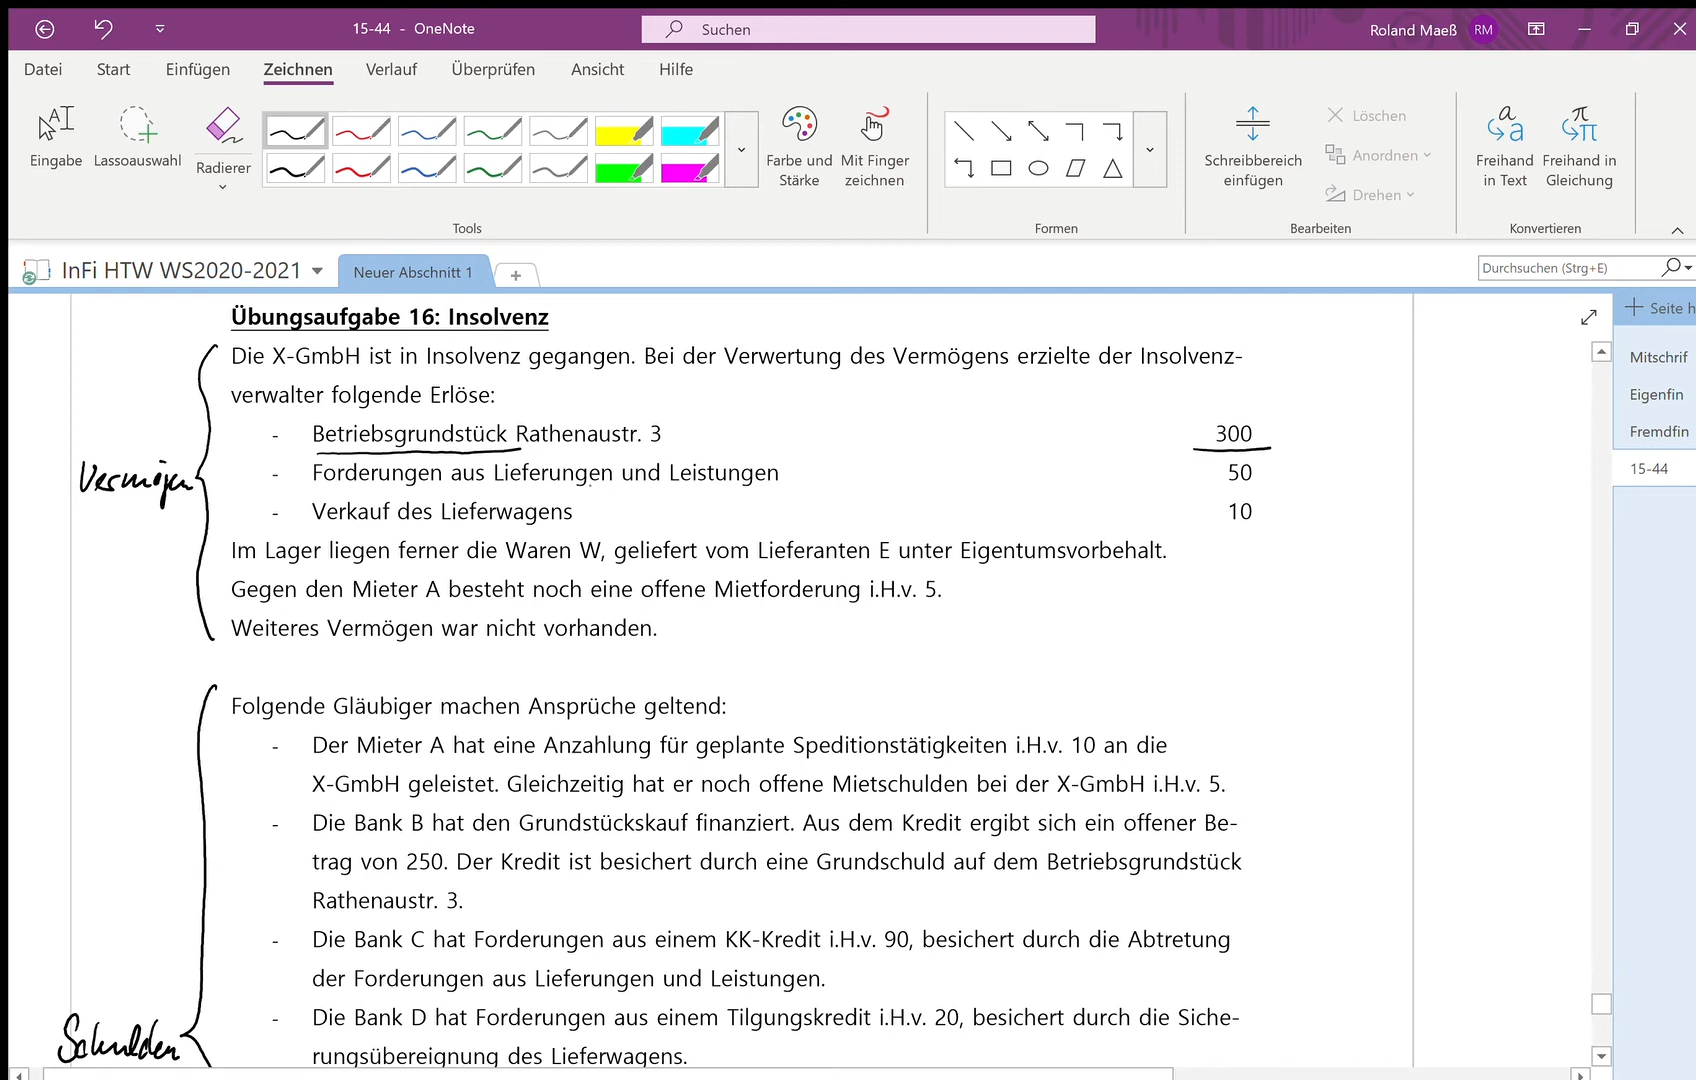 15-44 - OneNote
Suchen
Roland Maeß RM
Datei Start Einfügen Zeichnen Verlauf Überprüfen Ansicht Hilfe
Eingabe Lassoauswahl Radierer Farbe und Stärke Mit Finger zeichnen
Tools
Formen
Schreibbereich einfügen
Löschen
Anordnen
Drehen
Bearbeiten
Freihand in Text Freihand in Gleichung
Konvertieren
InFi HTW WS2020-2021 Neuer Abschnitt 1 +
Durchsuchen (Strg+E)
Seite h
Mitschrif
Eigenfin
Fremdfin
15-44
Übungsaufgabe 16: Insolvenz
Die X-GmbH ist in Insolvenz gegangen. Bei der Verwertung des Vermögens erzielte der Insolvenz-
verwalter folgende Erlöse:
- Betriebsgrundstück Rathenaustr. 3 300
- Forderungen aus Lieferungen und Leistungen 50
Vermögen
- Verkauf des Lieferwagens 10
Im Lager liegen ferner die Waren W, geliefert vom Lieferanten E unter Eigentumsvorbehalt.
Gegen den Mieter A besteht noch eine offene Mietforderung i.H.v. 5.
Weiteres Vermögen war nicht vorhanden.
Folgende Gläubiger machen Ansprüche geltend:
- Der Mieter A hat eine Anzahlung für geplante Speditionstätigkeiten i.H.v. 10 an die
X-GmbH geleistet. Gleichzeitig hat er noch offene Mietschulden bei der X-GmbH i.H.v. 5.
- Die Bank B hat den Grundstückskauf finanziert. Aus dem Kredit ergibt sich ein offener Be-
trag von 250. Der Kredit ist besichert durch eine Grundschuld auf dem Betriebsgrundstück
Rathenaustr. 3.
- Die Bank C hat Forderungen aus einem KK-Kredit i.H.v. 90, besichert durch die Abtretung
der Forderungen aus Lieferungen und Leistungen.
- Die Bank D hat Forderungen aus einem Tilgungskredit i.H.v. 20, besichert durch die Siche-
Schulden
rungsübereignung des Lieferwagens.